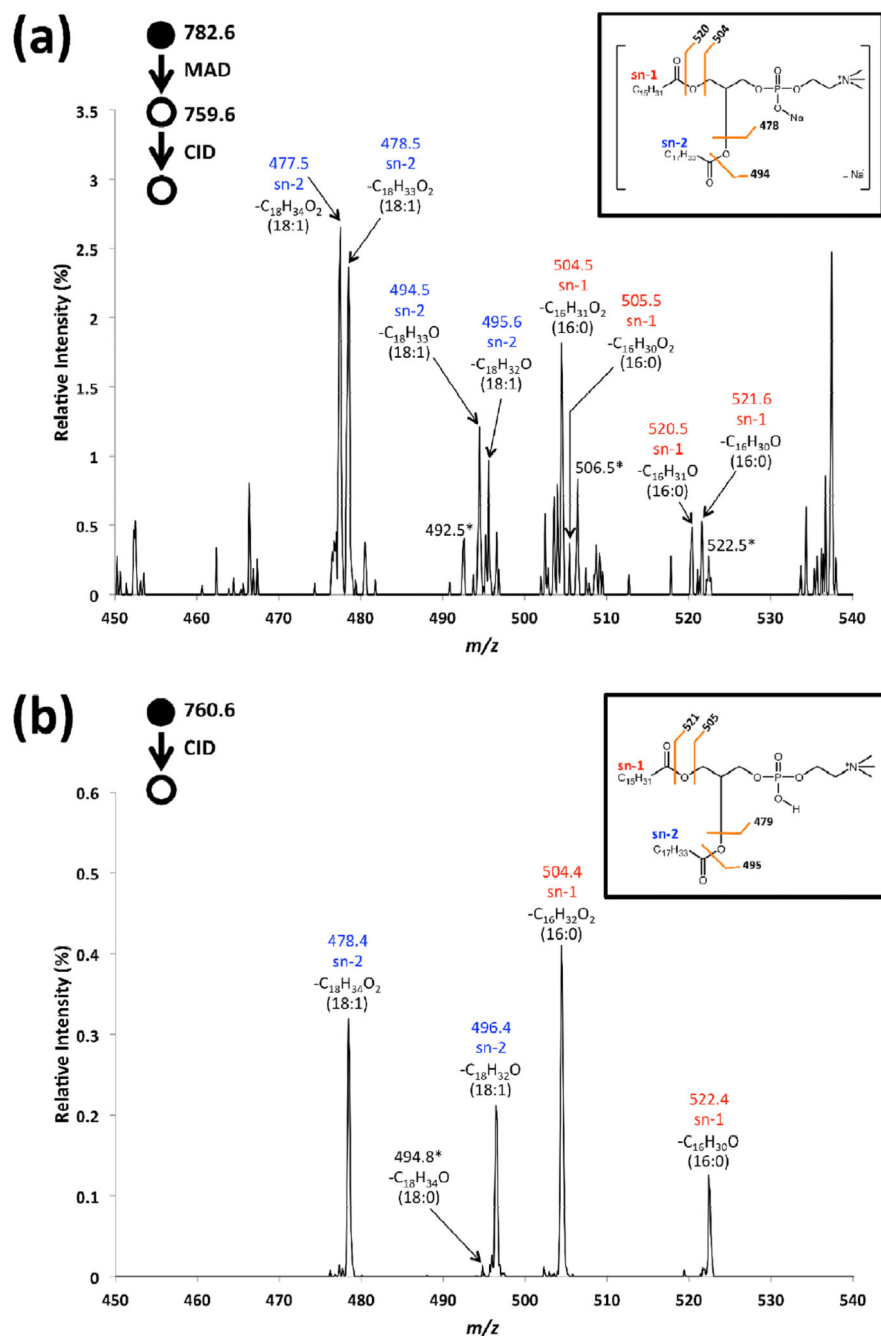 (a)
782.6
MAD
759.6
CID
520
504
sn-1
C15H31
O
O
O
O
P
O
O
Na
N+
478
sn-2
C17H33
O
O
494
– Na
3.5
3
2.5
2
1.5
1
0.5
0
Relative Intensity (%)
477.5
sn-2
-C18H34O2
(18:1)
478.5
sn-2
-C18H33O2
(18:1)
494.5
sn-2
-C18H33O
(18:1)
495.6
sn-2
-C18H32O
(18:1)
504.5
sn-1
-C16H31O2
(16:0)
505.5
sn-1
-C16H30O2
(16:0)
520.5
sn-1
-C16H31O
(16:0)
521.6
sn-1
-C16H30O
(16:0)
492.5*
506.5*
522.5*
450 460 470 480 490 500 510 520 530 540
m/z
(b)
760.6
CID
521
505
sn-1
C15H31
O
O
O
O
P
O
O
H
N+
479
sn-2
C17H33
O
O
495
0.6
0.5
0.4
0.3
0.2
0.1
0
Relative Intensity (%)
478.4
sn-2
-C18H34O2
(18:1)
496.4
sn-2
-C18H32O
(18:1)
494.8*
-C18H34O
(18:0)
504.4
sn-1
-C16H32O2
(16:0)
522.4
sn-1
-C16H30O
(16:0)
450 460 470 480 490 500 510 520 530 540
m/z